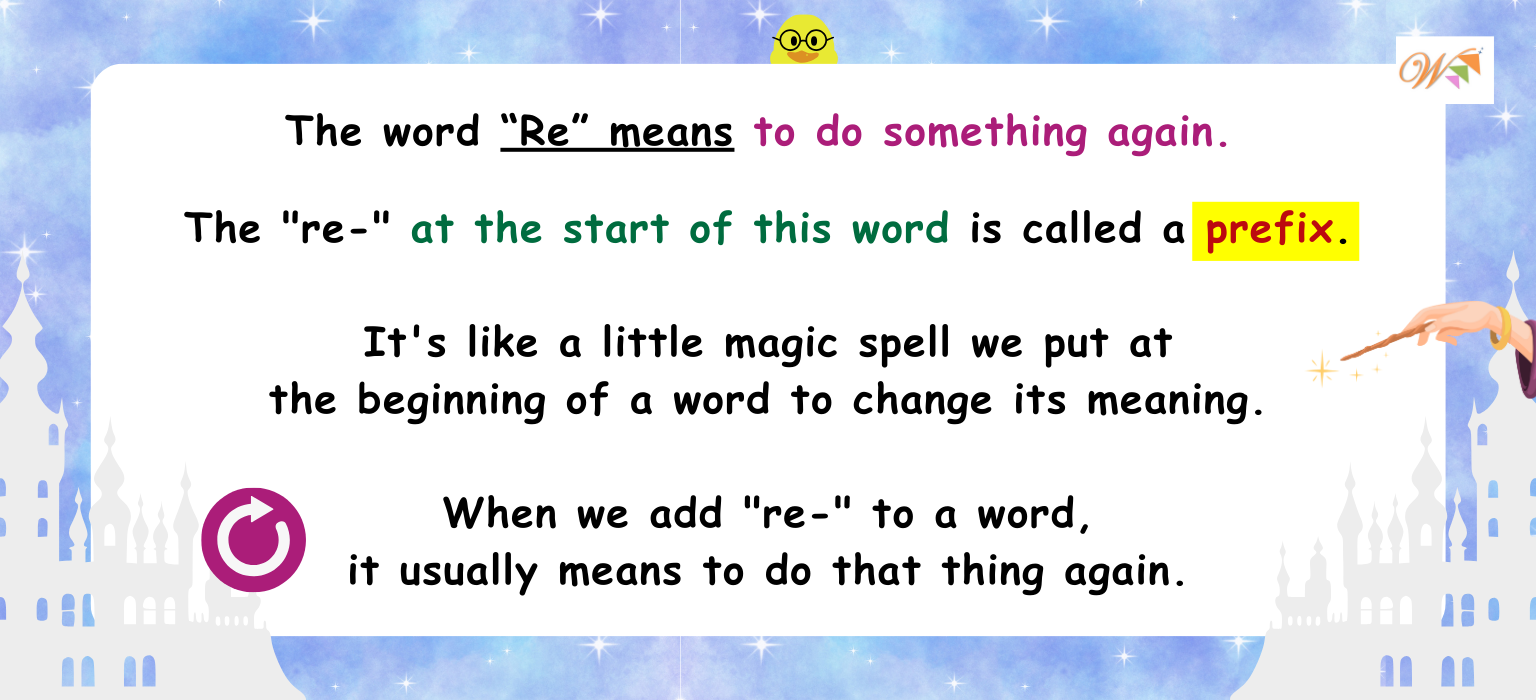 The word “Re” means to do something again.
The "re-" at the start of this word is called a prefix.
It's like a little magic spell we put at
the beginning of a word to change its meaning.
When we add "re-" to a word,
it usually means to do that thing again.
W